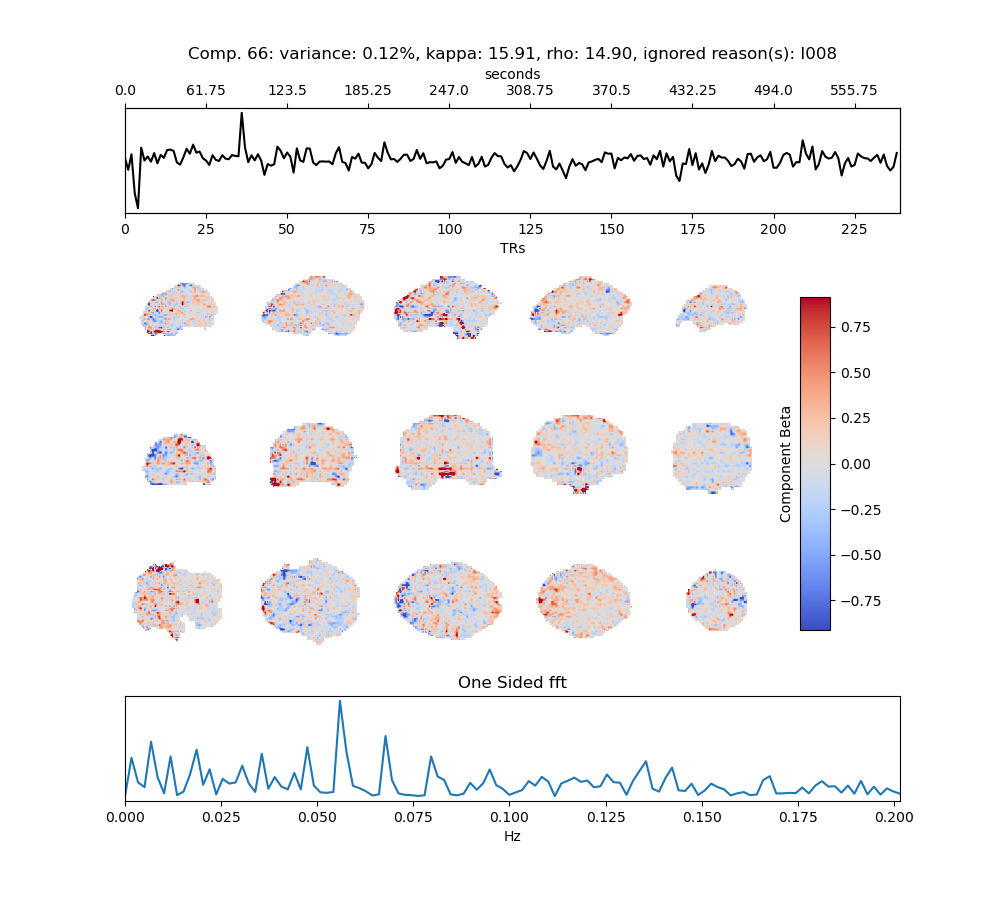 Comp. 66: variance: 0.12%, kappa: 15.91, rho: 14.90, ignored reason(s): I008
seconds
0.0 61.75 123.5 185.25 247.0 308.75 370.5 432.25 494.0 555.75
0 25 50 75 100 125 150 175 200 225
TRs
0.75
0.50
0.25
0.00
−0.25
−0.50
−0.75
Component Beta
One Sided fft
0.000 0.025 0.050 0.075 0.100 0.125 0.150 0.175 0.200
Hz